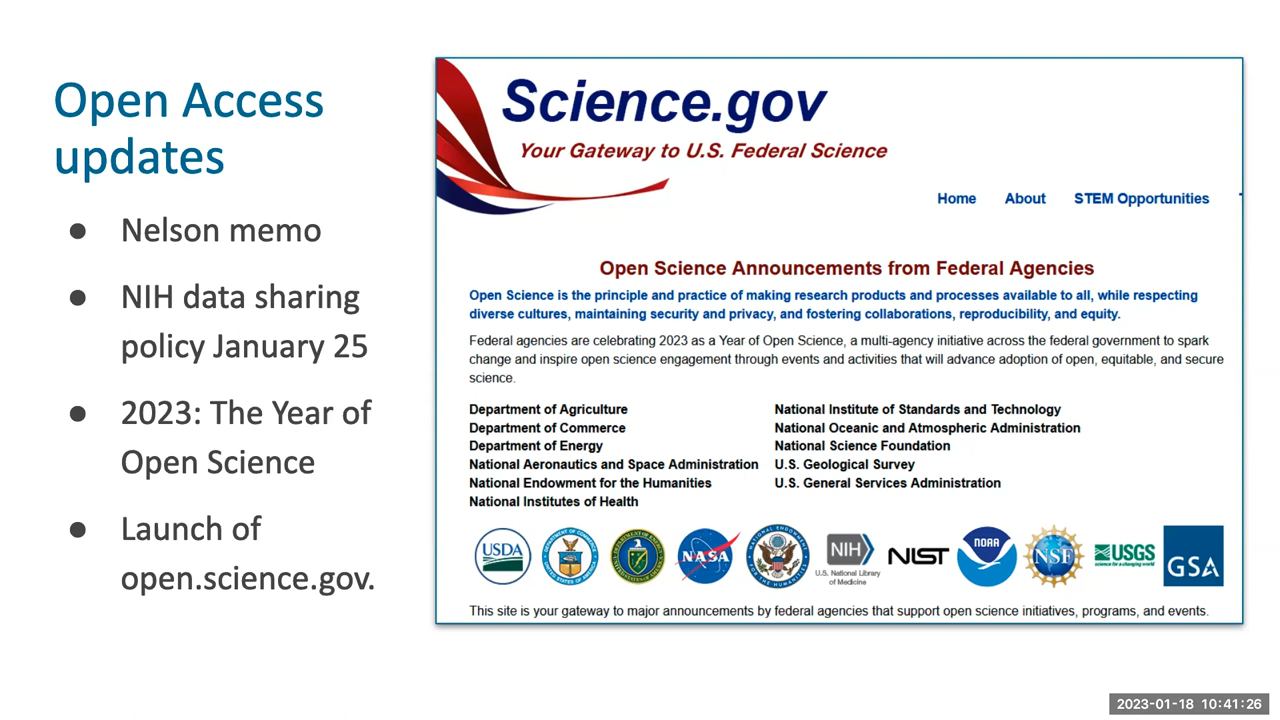 Open Access
updates
● Nelson memo
● NIH data sharing
policy January 25
● 2023: The Year of
Open Science
● Launch of
open.science.gov.
Science.gov
Your Gateway to U.S. Federal Science
Home About STEM Opportunities
Open Science Announcements from Federal Agencies
Open Science is the principle and practice of making research products and processes available to all, while respecting
diverse cultures, maintaining security and privacy, and fostering collaborations, reproducibility, and equity.
Federal agencies are celebrating 2023 as a Year of Open Science, a multi-agency initiative across the federal government to spark
change and inspire open science engagement through events and activities that will advance adoption of open, equitable, and secure
science.
Department of Agriculture
Department of Commerce
Department of Energy
National Aeronautics and Space Administration
National Endowment for the Humanities
National Institutes of Health
National Institute of Standards and Technology
National Oceanic and Atmospheric Administration
National Science Foundation
U.S. Geological Survey
U.S. General Services Administration
USDA
NASA
NIH
U.S. National Library
of Medicine
NIST
NOAA
NSF
USGS
science for a changing world
GSA
This site is your gateway to major announcements by federal agencies that support open science initiatives, programs, and events.
2023-01-18 10:41:26